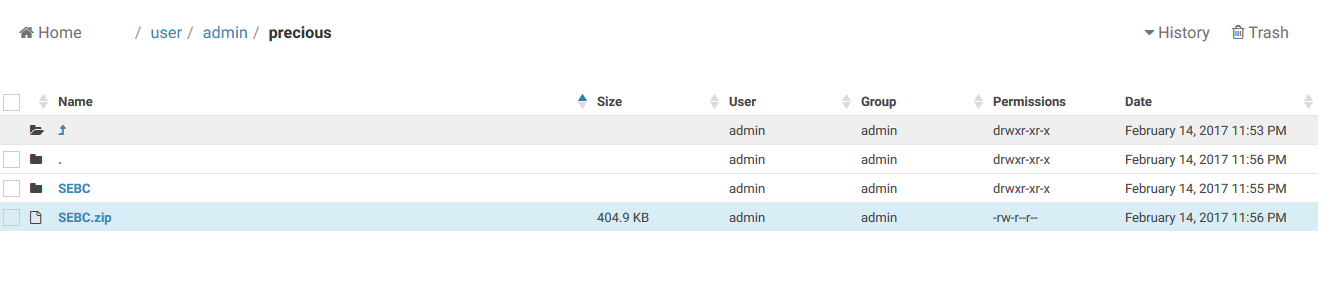 Home / user / admin / precious History Trash
Name Size User Group Permissions Date
admin admin drwxr-xr-x February 14, 2017 11:53 PM
. admin admin drwxr-xr-x February 14, 2017 11:56 PM
SEBC admin admin drwxr-xr-x February 14, 2017 11:55 PM
SEBC.zip 404.9 KB admin admin -rw-r--r-- February 14, 2017 11:56 PM